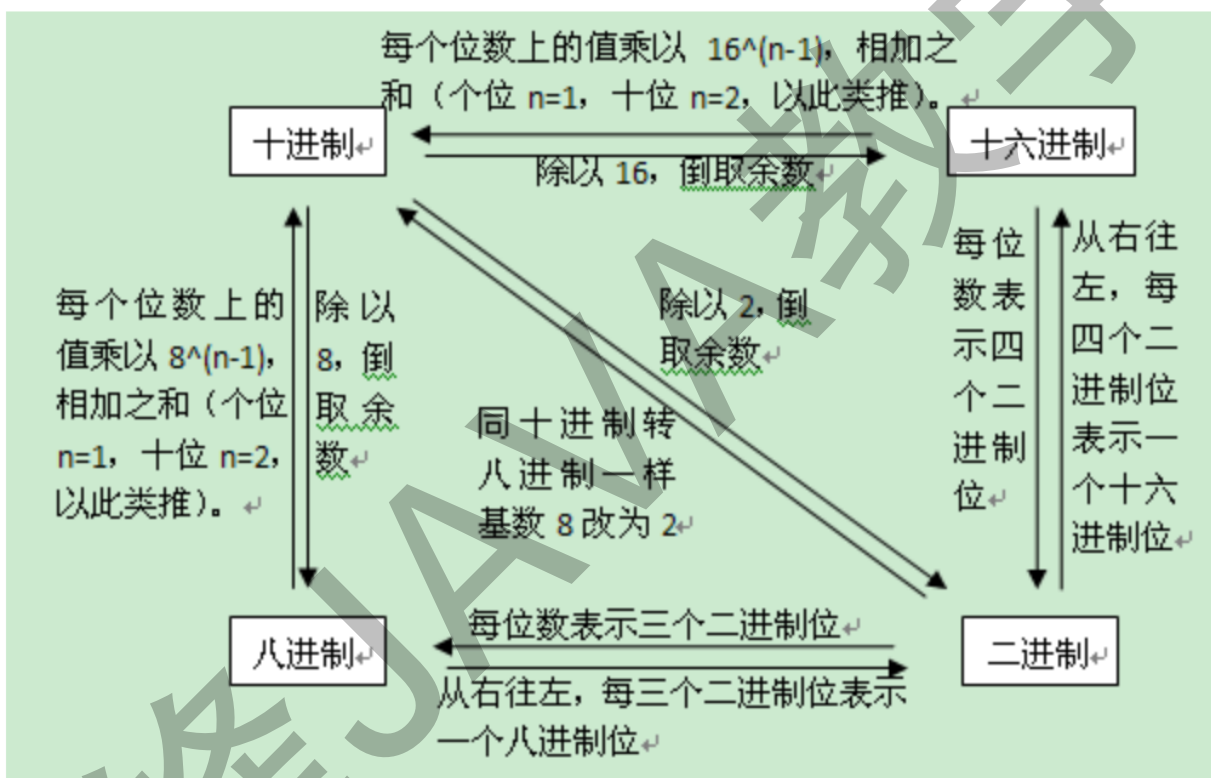 每个位数上的值乘以 16^(n-1)，相加之
和（个位 n=1，十位 n=2，以此类推）。
十进制
十六进制
除以 16，倒取余数
每个位数上的
值乘以 8^(n-1)，
相加之和（个位
n=1，十位 n=2，
以此类推）。
除以
8，倒
取余
数
除以 2，倒
取余数
同十进制转
八进制一样
基数 8 改为 2
每位
数表
示四
个二
进制
位
从右往
左，每
四个二
进制位
表示一
个十六
进制位
八进制
每位数表示三个二进制位
二进制
从右往左，每三个二进制位表示
一个八进制位
JAVA教学